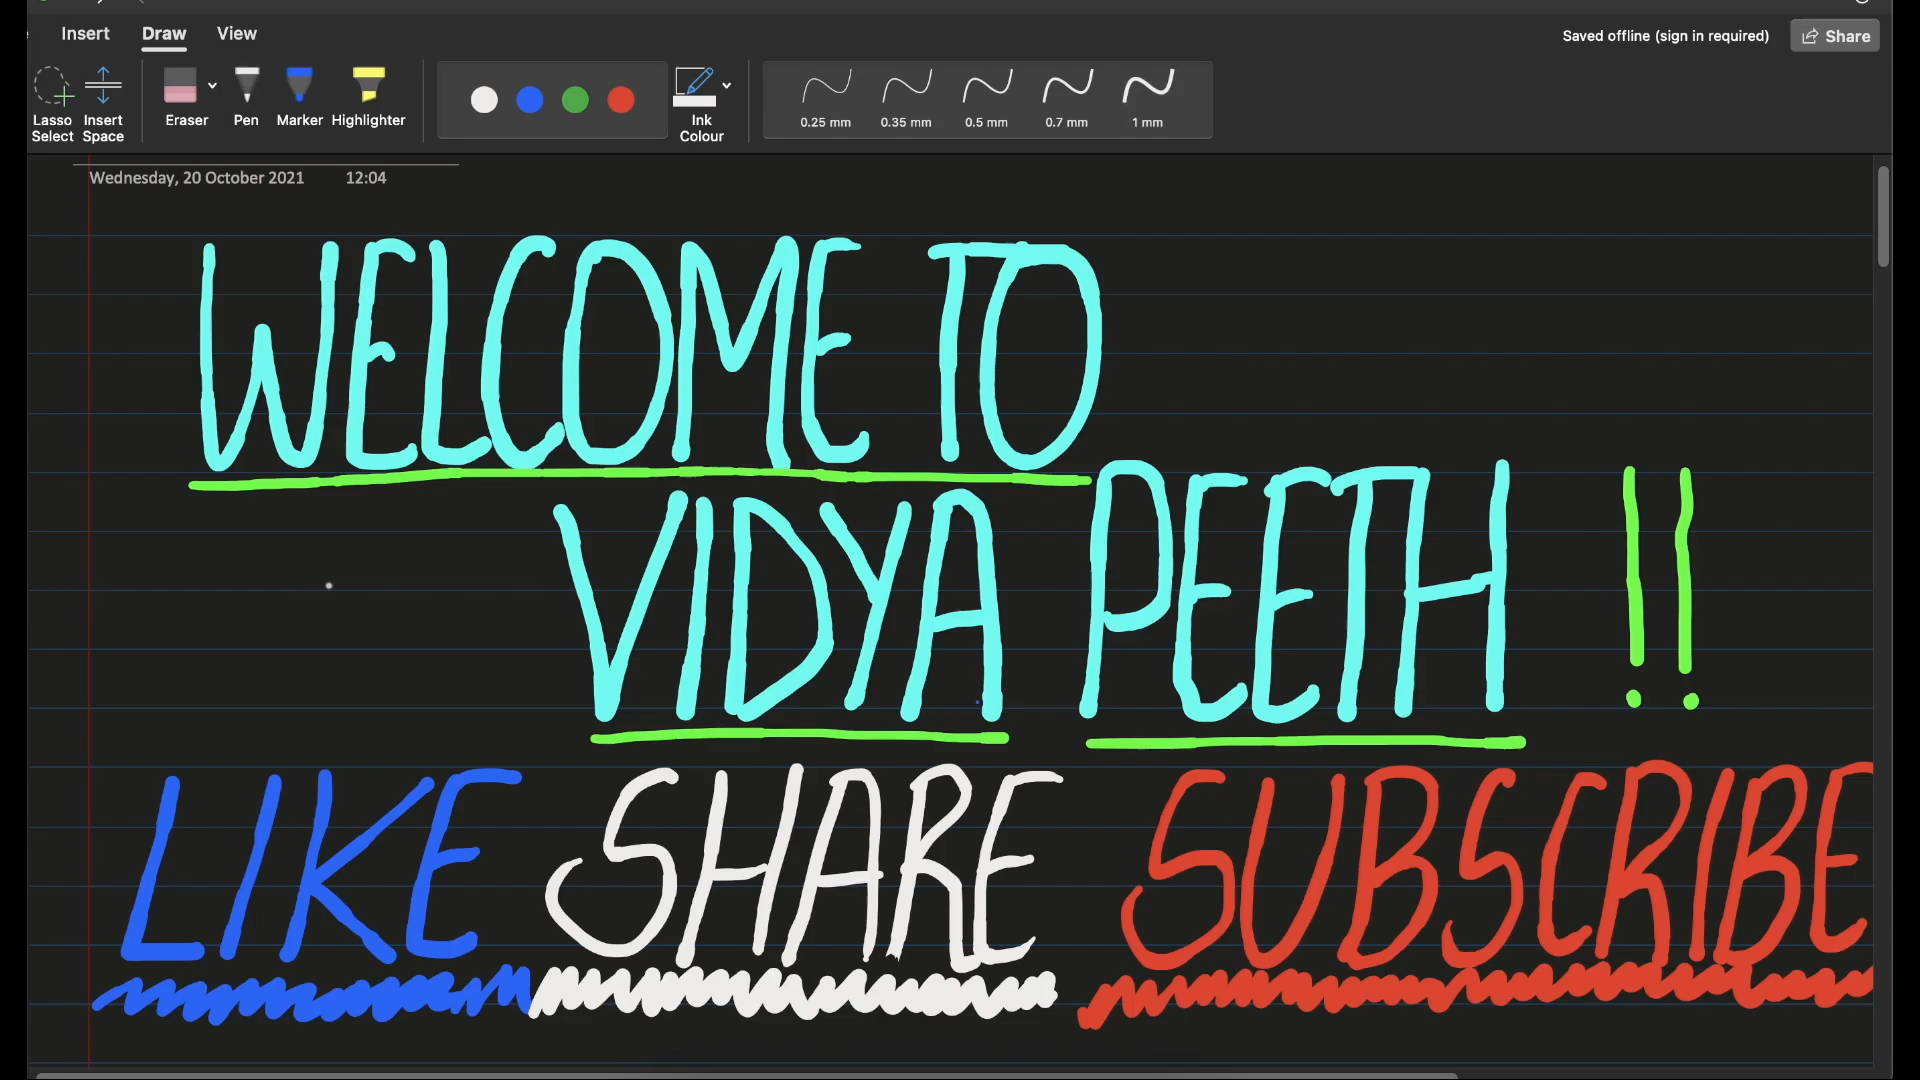 Insert Draw View
Saved offline (sign in required) Share
Lasso Select Insert Space Eraser Pen Marker Highlighter Ink Colour 0.25 mm 0.35 mm 0.5 mm 0.7 mm 1 mm
Wednesday, 20 October 2021 12:04
WELCOME TO
VIDYA PEETH !!
LIKE SHARE SUBSCRIBE